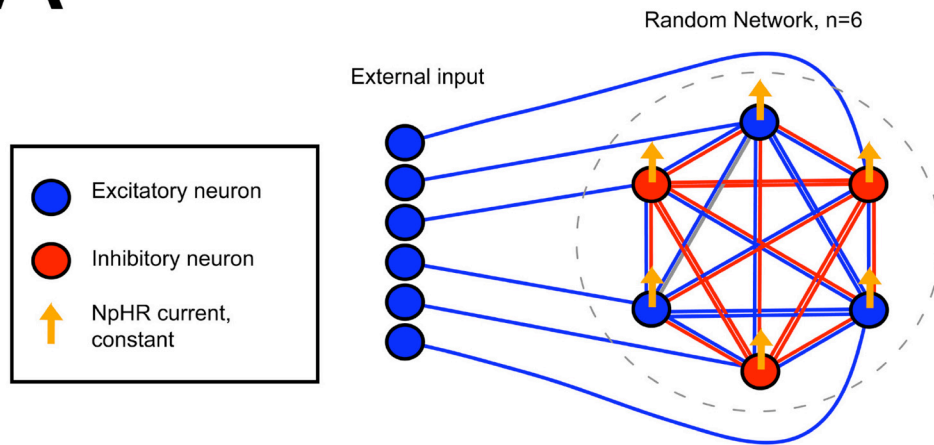 A
Random Network, n=6
External input
Excitatory neuron
Inhibitory neuron
NpHR current,
constant